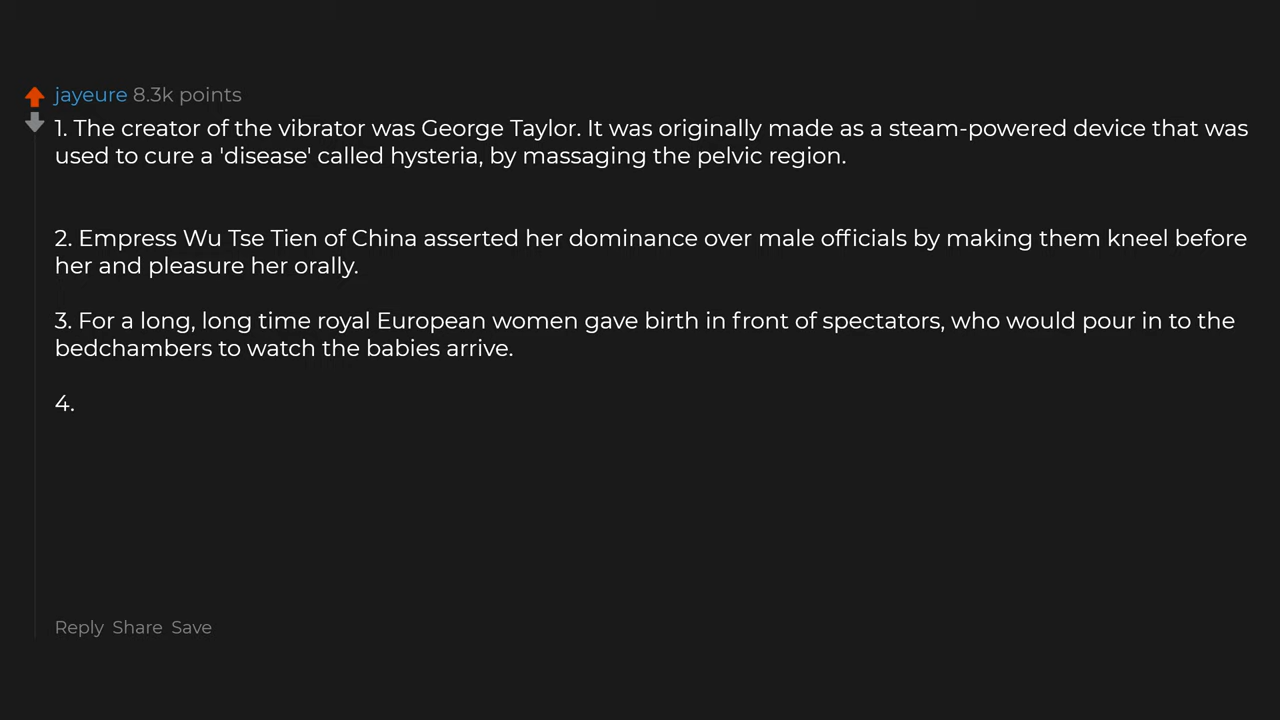 jayeure 8.3k points
1. The creator of the vibrator was George Taylor. It was originally made as a steam-powered device that was
used to cure a 'disease' called hysteria, by massaging the pelvic region.
2. Empress Wu Tse Tien of China asserted her dominance over male officials by making them kneel before
her and pleasure her orally.
3. For a long, long time royal European women gave birth in front of spectators, who would pour in to the
bedchambers to watch the babies arrive.
4.
Reply Share Save